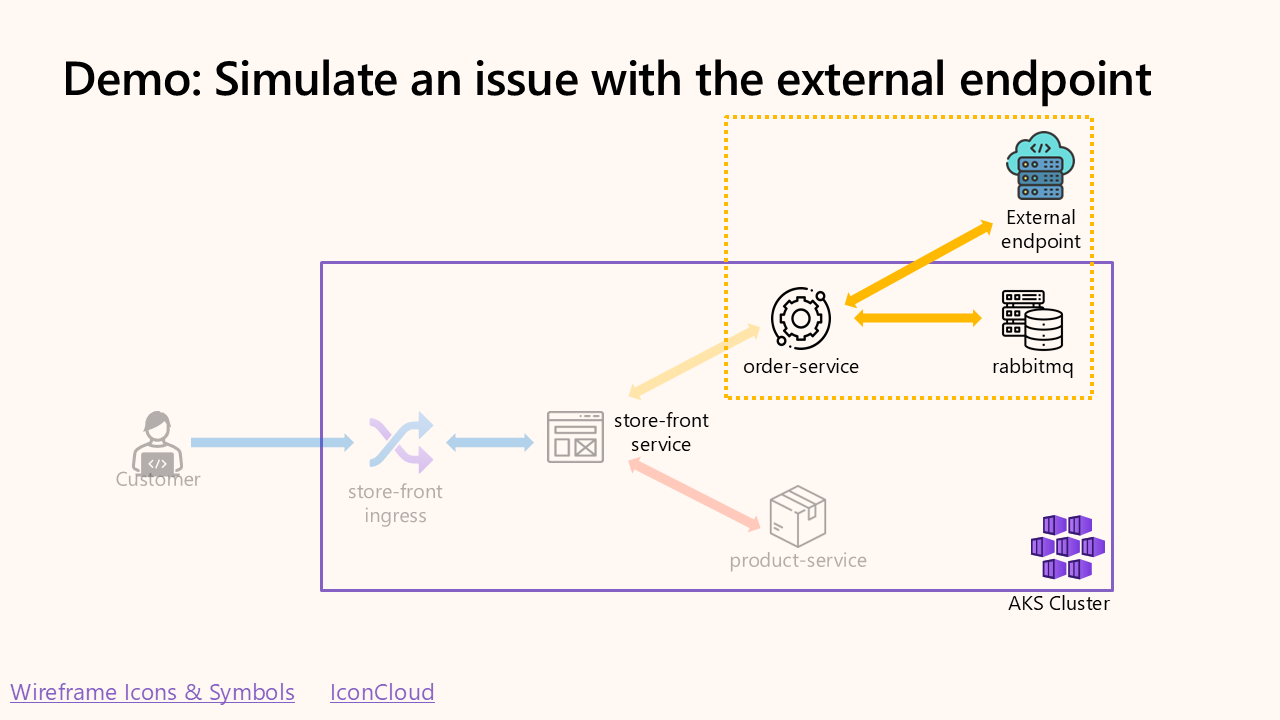 Demo: Simulate an issue with the external endpoint
External
endpoint
order-service
rabbitmq
store-front
service
Customer
store-front
ingress
product-service
AKS Cluster
Wireframe Icons & Symbols
IconCloud